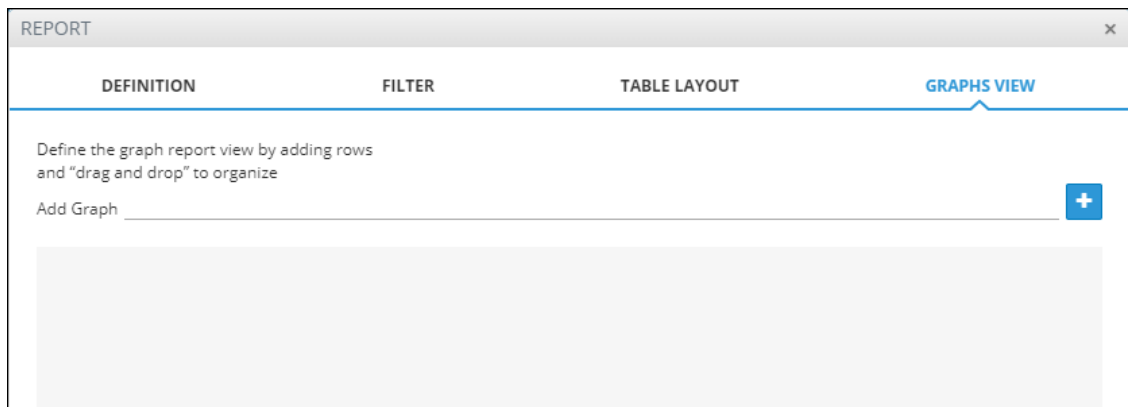 REPORT ×
DEFINITION FILTER TABLE LAYOUT GRAPHS VIEW
Define the graph report view by adding rows
and “drag and drop” to organize
Add Graph